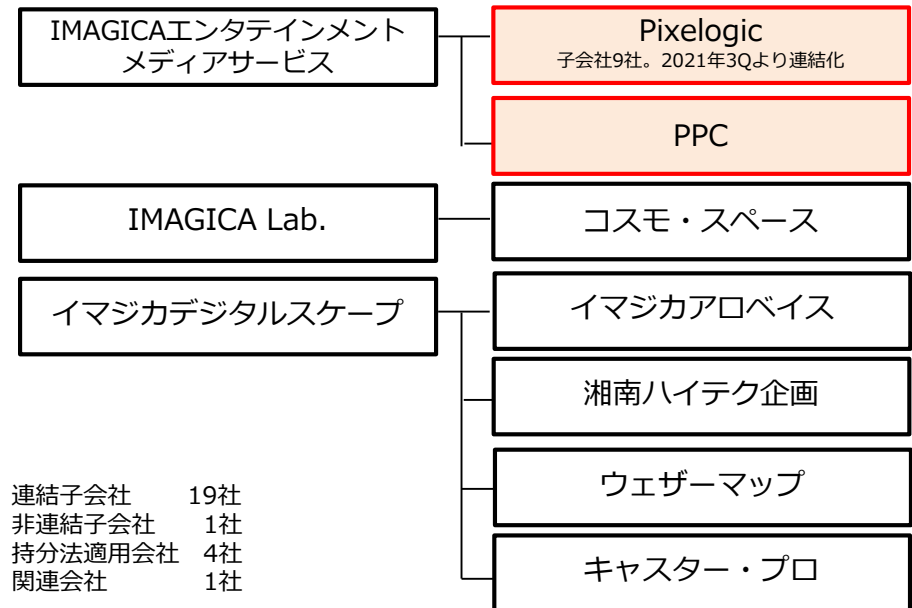 IMAGICAエンタテインメント
メディアサービス
Pixelogic
子会社9社。2021年3Qより連結化
PPC
IMAGICA Lab.
コスモ・スペース
イマジカデジタルスケープ
イマジカアロベイス
湘南ハイテク企画
ウェザーマップ
キャスター・プロ
連結子会社 19社
非連結子会社 1社
持分法適用会社 4社
関連会社 1社